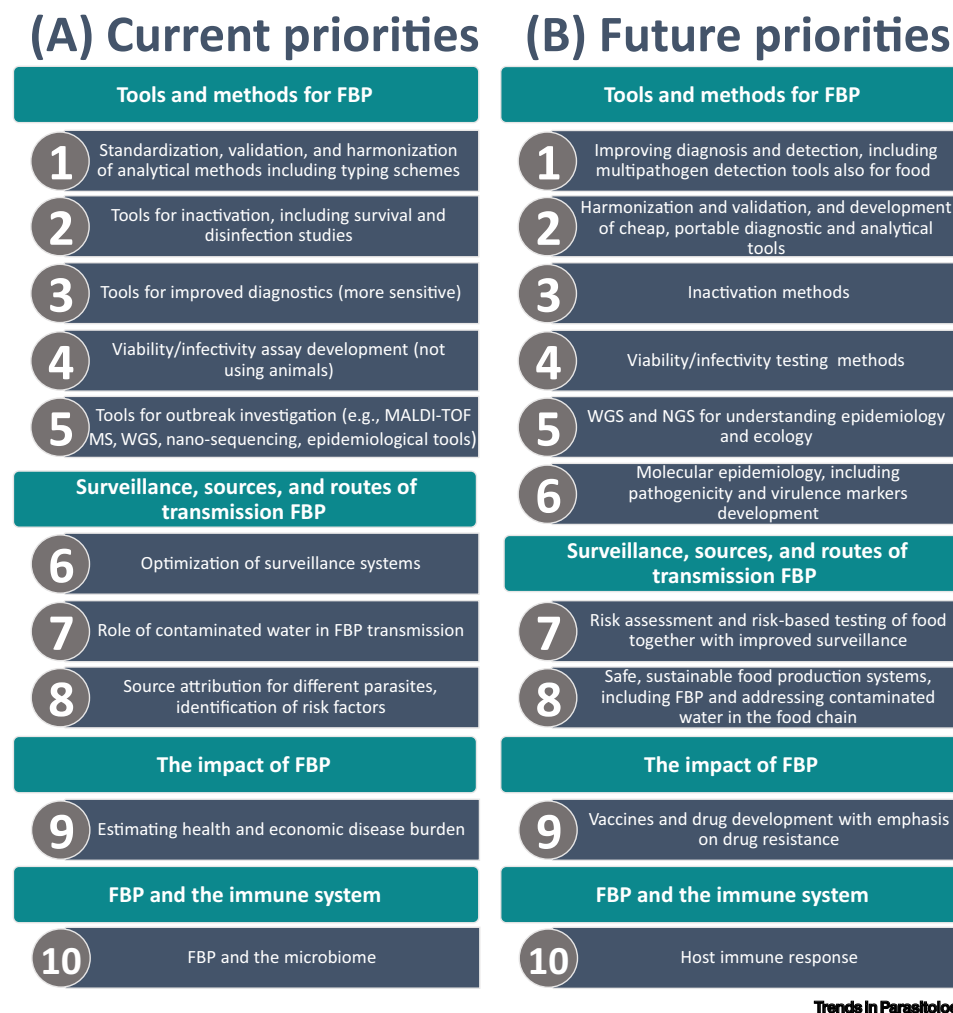 (A) Current priorities
Tools and methods for FBP
1
Standardization, validation, and harmonization
of analytical methods including typing schemes
2
Tools for inactivation, including survival and
disinfection studies
3
Tools for improved diagnostics (more sensitive)
4
Viability/infectivity assay development (not
using animals)
5
Tools for outbreak investigation (e.g., MALDI-TOF
MS, WGS, nano-sequencing, epidemiological tools)
Surveillance, sources, and routes of
transmission FBP
6
Optimization of surveillance systems
7
Role of contaminated water in FBP transmission
8
Source attribution for different parasites,
identification of risk factors
The impact of FBP
9
Estimating health and economic disease burden
FBP and the immune system
10
FBP and the microbiome
(B) Future priorities
Tools and methods for FBP
1
Improving diagnosis and detection, including
multipathogen detection tools also for food
2
Harmonization and validation, and development
of cheap, portable diagnostic and analytical
tools
3
Inactivation methods
4
Viability/infectivity testing methods
5
WGS and NGS for understanding epidemiology
and ecology
6
Molecular epidemiology, including
pathogenicity and virulence markers
development
Surveillance, sources, and routes of
transmission FBP
7
Risk assessment and risk-based testing of food
together with improved surveillance
8
Safe, sustainable food production systems,
including FBP and addressing contaminated
water in the food chain
The impact of FBP
9
Vaccines and drug development with emphasis
on drug resistance
FBP and the immune system
10
Host immune response
Trends in